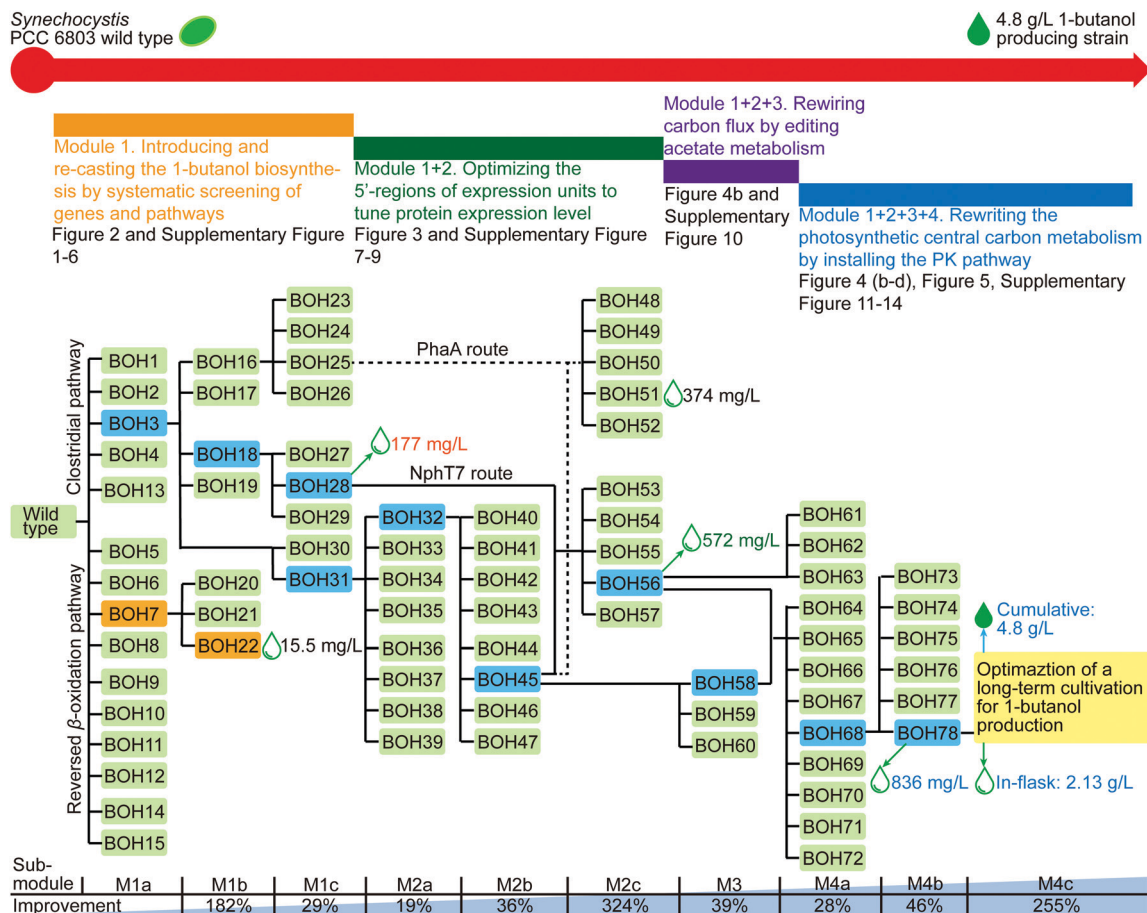 Synechocystis
PCC 6803 wild type
4.8 g/L 1-butanol
producing strain
Module 1. Introducing and
re-casting the 1-butanol biosynthe-
sis by systematic screening of
genes and pathways
Figure 2 and Supplementary Figure
1-6
Module 1+2. Optimizing the
5'-regions of expression units to
tune protein expression level
Figure 3 and Supplementary Figure
7-9
Module 1+2+3. Rewiring
carbon flux by editing
acetate metabolism
Figure 4b and
Supplementary
Figure 10
Module 1+2+3+4. Rewriting the
photosynthetic central carbon metabolism
by installing the PK pathway
Figure 4 (b-d), Figure 5, Supplementary
Figure 11-14
Clostridial pathway
Reversed β-oxidation pathway
Wild
type
BOH1
BOH2
BOH3
BOH4
BOH13
BOH5
BOH6
BOH7
BOH8
BOH9
BOH10
BOH11
BOH12
BOH14
BOH15
BOH16
BOH17
BOH18
BOH19
BOH20
BOH21
BOH22
15.5 mg/L
BOH23
BOH24
BOH25
BOH26
BOH27
BOH28
BOH29
BOH30
BOH31
177 mg/L
PhaA route
NphT7 route
BOH32
BOH33
BOH34
BOH35
BOH36
BOH37
BOH38
BOH39
BOH40
BOH41
BOH42
BOH43
BOH44
BOH45
BOH46
BOH47
BOH48
BOH49
BOH50
BOH51
374 mg/L
BOH52
BOH53
BOH54
BOH55
BOH56
BOH57
572 mg/L
BOH58
BOH59
BOH60
BOH61
BOH62
BOH63
BOH64
BOH65
BOH66
BOH67
BOH68
BOH69
BOH70
BOH71
BOH72
BOH73
BOH74
BOH75
BOH76
BOH77
BOH78
836 mg/L
Cumulative:
4.8 g/L
Optimaztion of a
long-term cultivation
for 1-butanol
production
In-flask: 2.13 g/L
Sub-
module M1a M1b M1c M2a M2b M2c M3 M4a M4b M4c
Improvement 182% 29% 19% 36% 324% 39% 28% 46% 255%